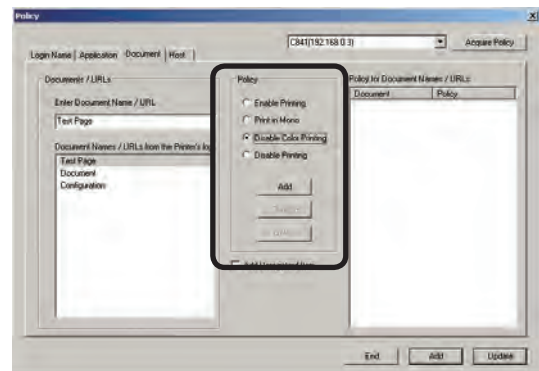 Policy
C841(192.168.0.3)
Acquire Policy
Login Name
Application
Document
Host
Documents / URLs
Enter Document Name / URL
Test Page
Document Names / URLs from the Printer's lo
Test Page
Document
Configuration
Policy
Enable Printing
Print in Mono
Disable Color Printing
Disable Printing
Add
Policy for Document Names / URLs
Document
Policy
End
Add
Update